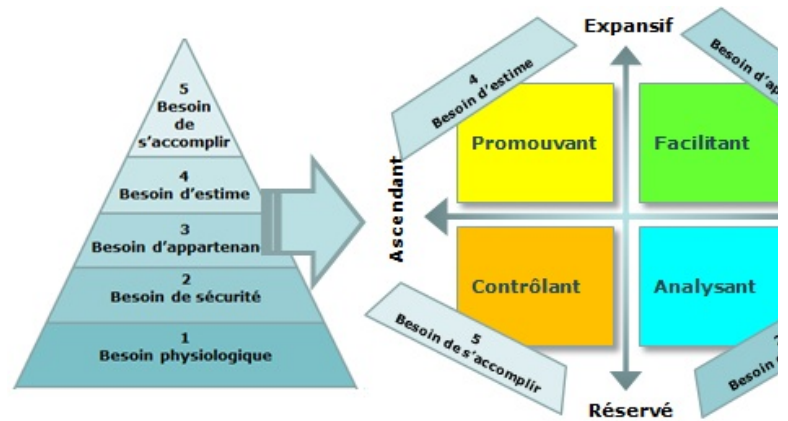 5
Besoin
de
s'accomplir
4
Besoin d'estime
3
Besoin d'appartenan
2
Besoin de sécurité
1
Besoin physiologique
Expansif
4
Besoin d'estime
Besoin d'ap
Promouvant
Facilitant
Ascendant
Contrôlant
Analysant
5
Besoin de s'accomplir
Besoin
Réservé